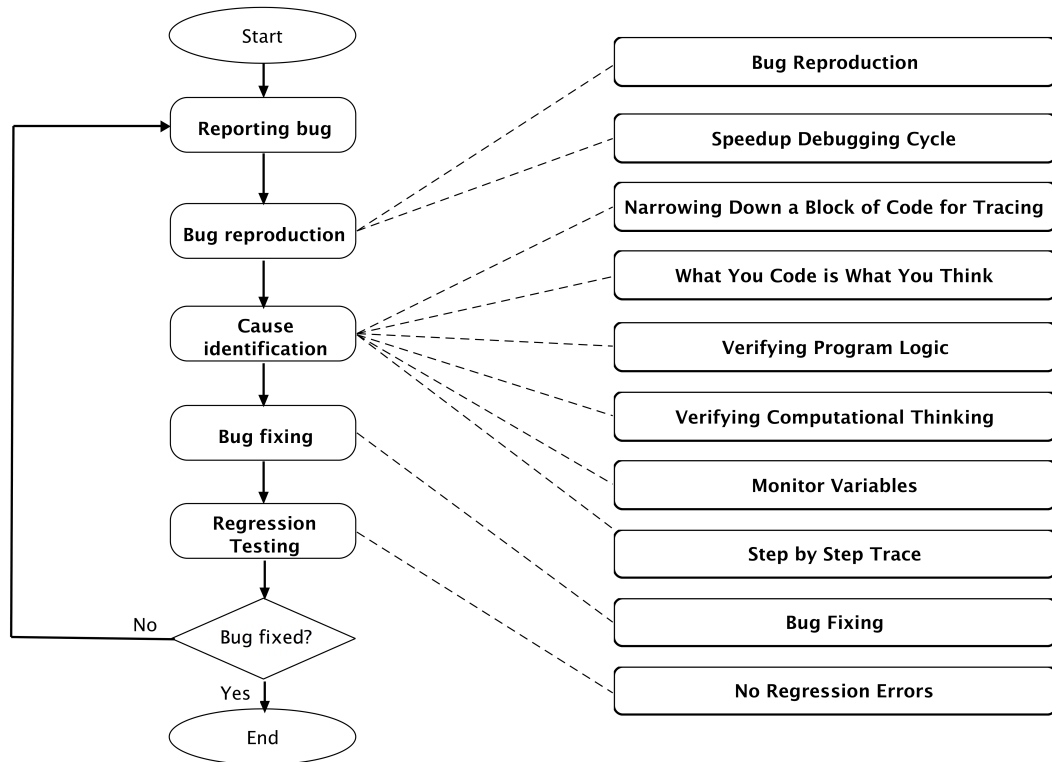 Start
Reporting bug
Bug reproduction
Cause
identification
Bug fixing
Regression
Testing
No
Bug fixed?
Yes
End
Bug Reproduction
Speedup Debugging Cycle
Narrowing Down a Block of Code for Tracing
What You Code is What You Think
Verifying Program Logic
Verifying Computational Thinking
Monitor Variables
Step by Step Trace
Bug Fixing
No Regression Errors